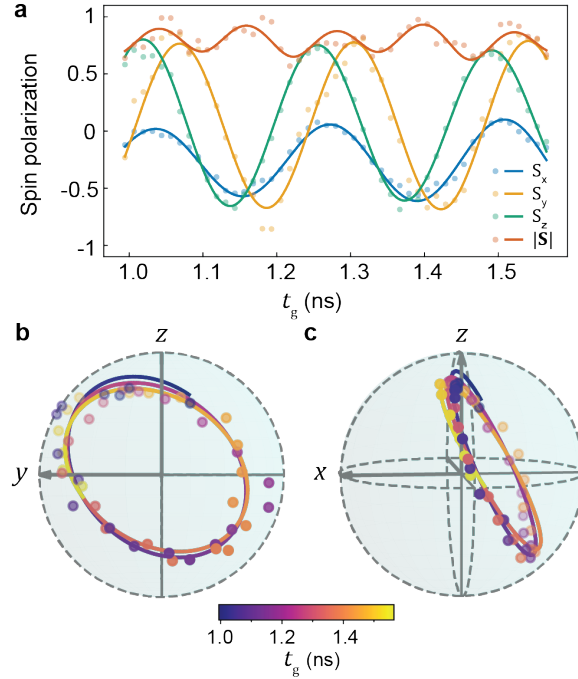 a
1
0.5
0
-0.5
-1
Spin polarization
S_x
S_y
S_z
|S|
1.0 1.1 1.2 1.3 1.4 1.5
t_g (ns)
b z c z
y x
1.0 1.2 1.4
t_g (ns)